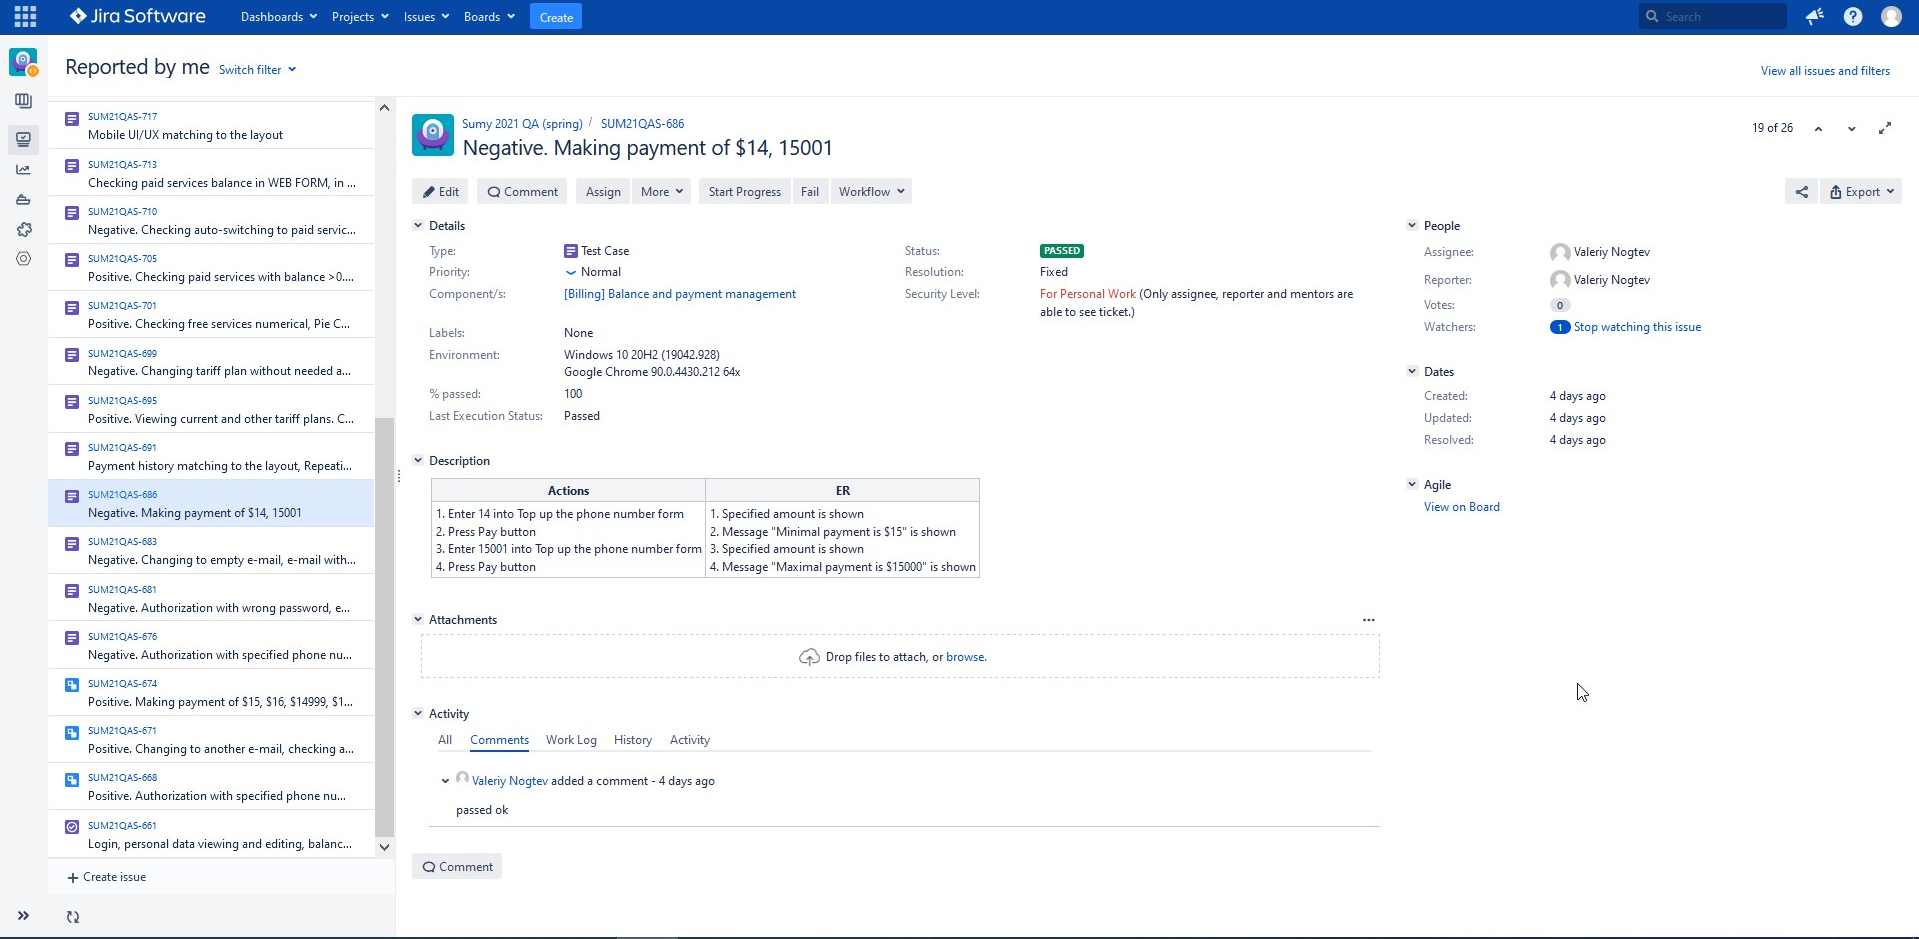 Jira Software
Dashboards
Projects
Issues
Boards
Create
Search
Reported by me
Switch filter
View all issues and filters
SUM21QAS-717
Mobile UI/UX matching to the layout
SUM21QAS-713
Checking paid services balance in WEB FORM, in ...
SUM21QAS-710
Negative. Checking auto-switching to paid servic...
SUM21QAS-705
Positive. Checking paid services with balance >0....
SUM21QAS-701
Positive. Checking free services numerical, Pie C...
SUM21QAS-699
Negative. Changing tariff plan without needed a...
SUM21QAS-695
Positive. Viewing current and other tariff plans. C...
SUM21QAS-691
Payment history matching to the layout, Repeati...
SUM21QAS-686
Negative. Making payment of $14, 15001
SUM21QAS-683
Negative. Changing to empty e-mail, e-mail with...
SUM21QAS-681
Negative. Authorization with wrong password, e...
SUM21QAS-676
Negative. Authorization with specified phone nu...
SUM21QAS-674
Positive. Making payment of $15, $16, $14999, $1...
SUM21QAS-671
Positive. Changing to another e-mail, checking a...
SUM21QAS-668
Positive. Authorization with specified phone nu...
SUM21QAS-661
Login, personal data viewing and editing, balanc...
+ Create issue
Sumy 2021 QA (spring) / SUM21QAS-686
Negative. Making payment of $14, 15001
19 of 26
Edit
Comment
Assign
More
Start Progress
Fail
Workflow
Export
Details
Type: Test Case
Status: PASSED
Priority: Normal
Resolution: Fixed
Component/s: [Billing] Balance and payment management
Security Level: For Personal Work (Only assignee, reporter and mentors are
able to see ticket.)
Labels: None
Environment: Windows 10 20H2 (19042.928)
Google Chrome 90.0.4430.212 64x
% passed: 100
Last Execution Status: Passed
Description
Actions ER
1. Enter 14 into Top up the phone number form 1. Specified amount is shown
2. Press Pay button 2. Message "Minimal payment is $15" is shown
3. Enter 15001 into Top up the phone number form 3. Specified amount is shown
4. Press Pay button 4. Message "Maximal payment is $15000" is shown
Attachments
Drop files to attach, or browse.
Activity
All Comments Work Log History Activity
Valeriy Nogtev added a comment - 4 days ago
passed ok
Comment
People
Assignee: Valeriy Nogtev
Reporter: Valeriy Nogtev
Votes: 0
Watchers: 1 Stop watching this issue
Dates
Created: 4 days ago
Updated: 4 days ago
Resolved: 4 days ago
Agile
View on Board